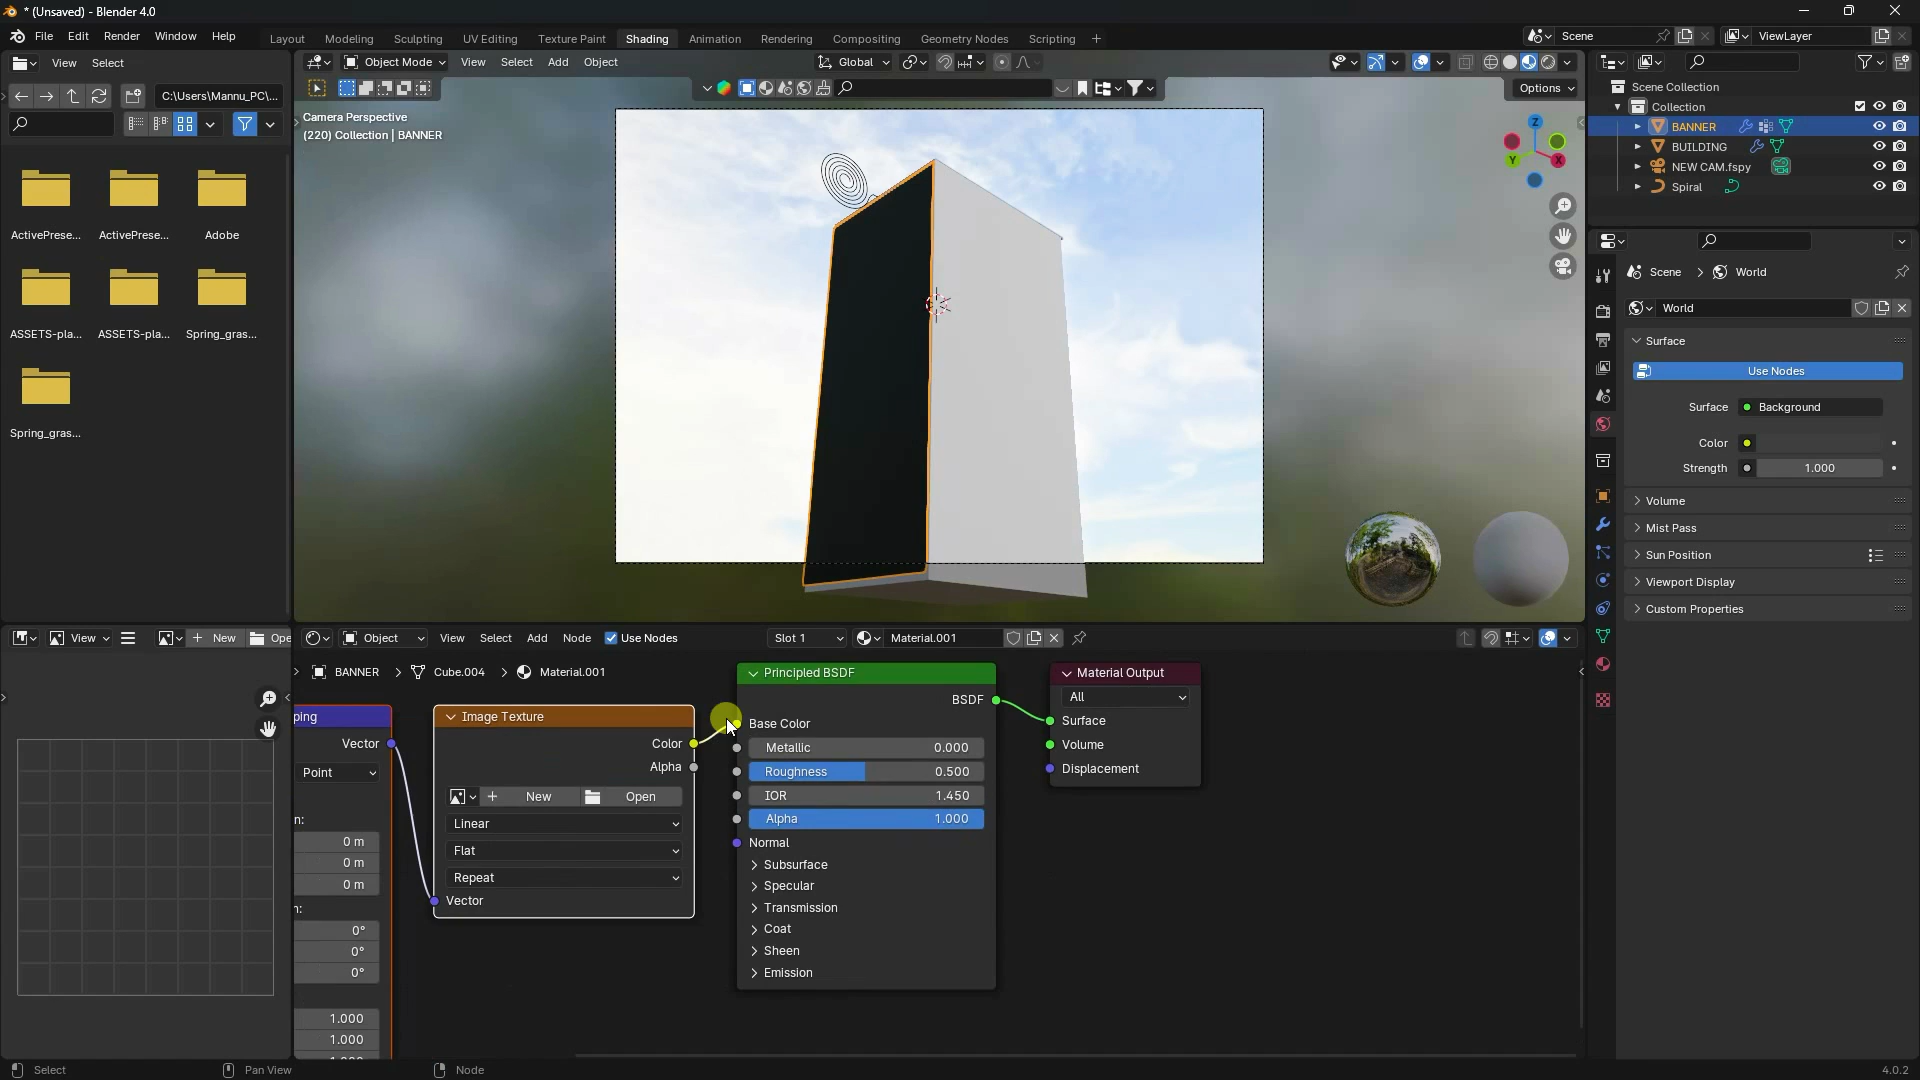 * (Unsaved) - Blender 4.0
File Edit Render Window Help
Layout Modeling Sculpting UV Editing Texture Paint Shading Animation Rendering Compositing Geometry Nodes Scripting +
Scene
ViewLayer
View Select
C:\Users\Mannu_PC\...
ActivePrese... ActivePrese... Adobe
ASSETS-pla... ASSETS-pla... Spring_gras...
Spring_gras...
Object Mode View Select Add Object
Global
Options
Camera Perspective
(220) Collection | BANNER
Z
X
Y
Scene Collection
Collection
BANNER
BUILDING
NEW CAM.fspy
Spiral
Scene > World
World
Surface
Use Nodes
Surface Background
Color
Strength 1.000
Volume
Mist Pass
Sun Position
Viewport Display
Custom Properties
View New Ope
Object View Select Add Node Use Nodes Slot 1 Material.001
BANNER > Cube.004 > Material.001
ping
Vector
Point
n:
0 m
0 m
0 m
n:
0°
0°
0°
1.000
1.000
Image Texture
Color
Alpha
New Open
Linear
Flat
Repeat
Vector
Principled BSDF
BSDF
Base Color
Metallic 0.000
Roughness 0.500
IOR 1.450
Alpha 1.000
Normal
Subsurface
Specular
Transmission
Coat
Sheen
Emission
Material Output
All
Surface
Volume
Displacement
Select Pan View Node 4.0.2